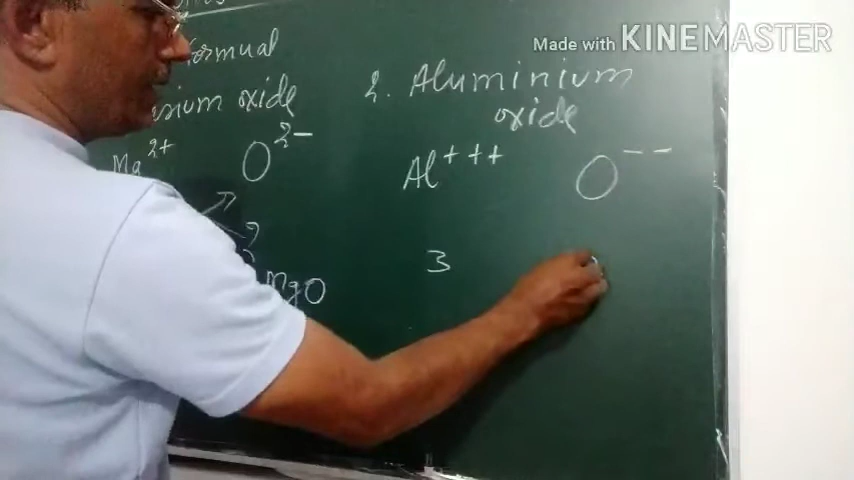 Made with KINEMASTER
formual
sium oxide
Mg2+ O2-
MgO
2. Aluminium
oxide
Al+++ O--
3